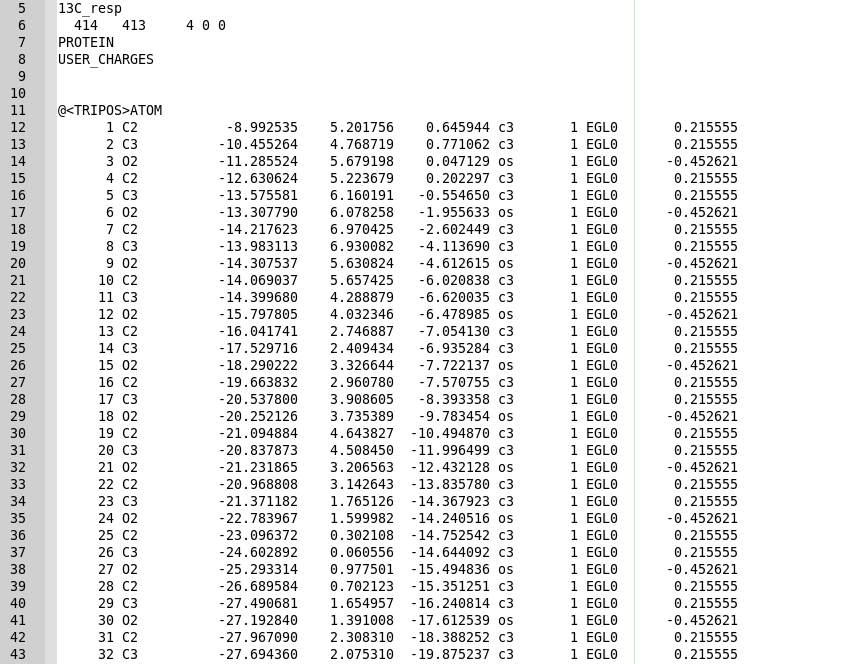 5 13C_resp
6 414 413 4 0 0
7 PROTEIN
8 USER_CHARGES
9
10
11 @<TRIPOS>ATOM
12 1 C2 -8.992535 5.201756 0.645944 c3 1 EGL0 0.215555
13 2 C3 -10.455264 4.768719 0.771062 c3 1 EGL0 0.215555
14 3 O2 -11.285524 5.679198 0.047129 os 1 EGL0 -0.452621
15 4 C2 -12.630624 5.223679 0.202297 c3 1 EGL0 0.215555
16 5 C3 -13.575581 6.160191 -0.554650 c3 1 EGL0 0.215555
17 6 O2 -13.307790 6.078258 -1.955633 os 1 EGL0 -0.452621
18 7 C2 -14.217623 6.970425 -2.602449 c3 1 EGL0 0.215555
19 8 C3 -13.983113 6.930082 -4.113690 c3 1 EGL0 0.215555
20 9 O2 -14.307537 5.630824 -4.612615 os 1 EGL0 -0.452621
21 10 C2 -14.069037 5.657425 -6.020838 c3 1 EGL0 0.215555
22 11 C3 -14.399680 4.288879 -6.620035 c3 1 EGL0 0.215555
23 12 O2 -15.797805 4.032346 -6.478985 os 1 EGL0 -0.452621
24 13 C2 -16.041741 2.746887 -7.054130 c3 1 EGL0 0.215555
25 14 C3 -17.529716 2.409434 -6.935284 c3 1 EGL0 0.215555
26 15 O2 -18.290222 3.326644 -7.722137 os 1 EGL0 -0.452621
27 16 C2 -19.663832 2.960780 -7.570755 c3 1 EGL0 0.215555
28 17 C3 -20.537800 3.908605 -8.393358 c3 1 EGL0 0.215555
29 18 O2 -20.252126 3.735389 -9.783454 os 1 EGL0 -0.452621
30 19 C2 -21.094884 4.643827 -10.494870 c3 1 EGL0 0.215555
31 20 C3 -20.837873 4.508450 -11.996499 c3 1 EGL0 0.215555
32 21 O2 -21.231865 3.206563 -12.432128 os 1 EGL0 -0.452621
33 22 C2 -20.968808 3.142643 -13.835780 c3 1 EGL0 0.215555
34 23 C3 -21.371182 1.765126 -14.367923 c3 1 EGL0 0.215555
35 24 O2 -22.783967 1.599982 -14.240516 os 1 EGL0 -0.452621
36 25 C2 -23.096372 0.302108 -14.752542 c3 1 EGL0 0.215555
37 26 C3 -24.602892 0.060556 -14.644092 c3 1 EGL0 0.215555
38 27 O2 -25.293314 0.977501 -15.494836 os 1 EGL0 -0.452621
39 28 C2 -26.689584 0.702123 -15.351251 c3 1 EGL0 0.215555
40 29 C3 -27.490681 1.654957 -16.240814 c3 1 EGL0 0.215555
41 30 O2 -27.192840 1.391008 -17.612539 os 1 EGL0 -0.452621
42 31 C2 -27.967090 2.308310 -18.388252 c3 1 EGL0 0.215555
43 32 C3 -27.694360 2.075310 -19.875237 c3 1 EGL0 0.215555